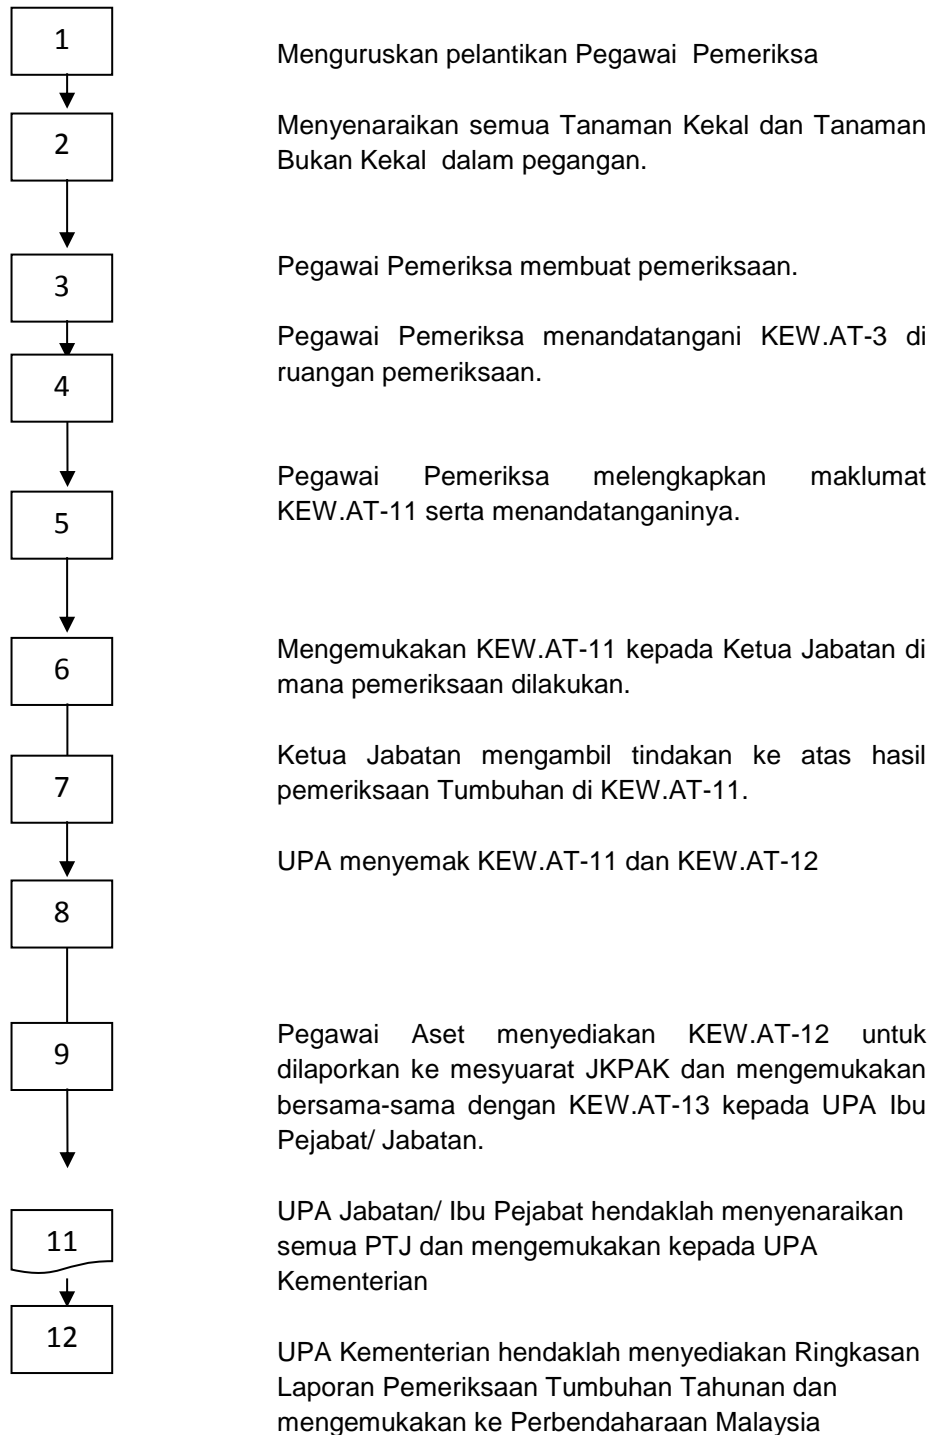 1
Menguruskan pelantikan Pegawai Pemeriksa
2
Menyenaraikan semua Tanaman Kekal dan Tanaman
Bukan Kekal dalam pegangan.
3
Pegawai Pemeriksa membuat pemeriksaan.
4
Pegawai Pemeriksa menandatangani KEW.AT-3 di
ruangan pemeriksaan.
5
Pegawai Pemeriksa melengkapkan maklumat
KEW.AT-11 serta menandatanganinya.
6
Mengemukakan KEW.AT-11 kepada Ketua Jabatan di
mana pemeriksaan dilakukan.
7
Ketua Jabatan mengambil tindakan ke atas hasil
pemeriksaan Tumbuhan di KEW.AT-11.
8
UPA menyemak KEW.AT-11 dan KEW.AT-12
9
Pegawai Aset menyediakan KEW.AT-12 untuk
dilaporkan ke mesyuarat JKPAK dan mengemukakan
bersama-sama dengan KEW.AT-13 kepada UPA Ibu
Pejabat/ Jabatan.
11
UPA Jabatan/ Ibu Pejabat hendaklah menyenaraikan
semua PTJ dan mengemukakan kepada UPA
Kementerian
12
UPA Kementerian hendaklah menyediakan Ringkasan
Laporan Pemeriksaan Tumbuhan Tahunan dan
mengemukakan ke Perbendaharaan Malaysia